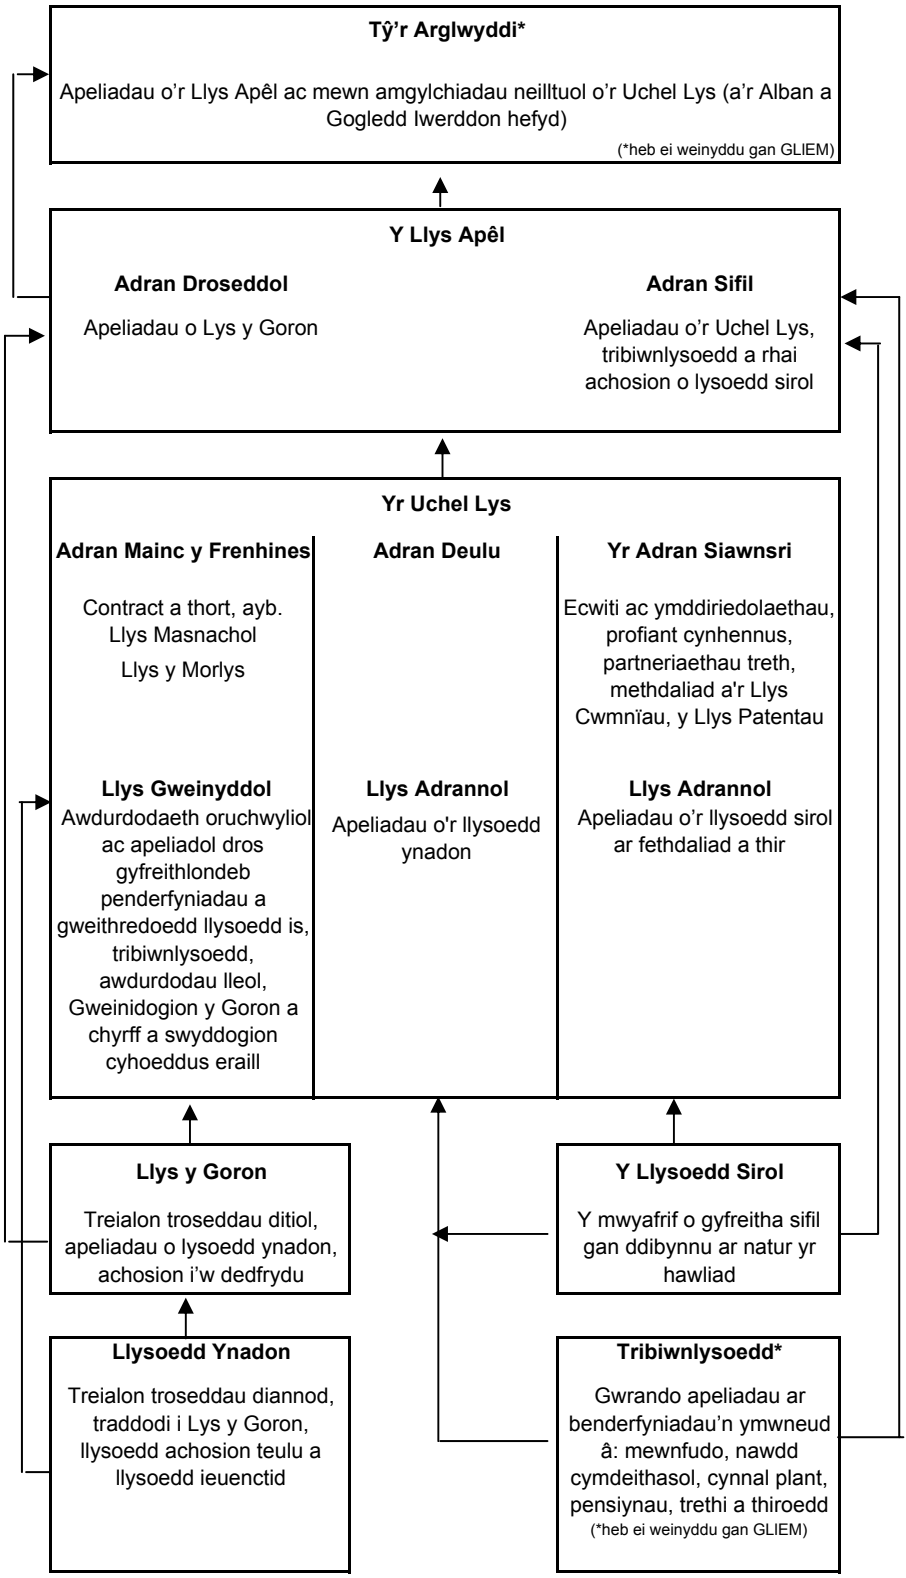 Tŷ’r Arglwyddi*
Apeliadau o’r Llys Apêl ac mewn amgylchiadau neilltuol o’r Uchel Lys (a’r Alban a
Gogledd Iwerddon hefyd)
(*heb ei weinyddu gan GLIEM)
Y Llys Apêl
Adran Droseddol
Apeliadau o Lys y Goron
Adran Sifil
Apeliadau o’r Uchel Lys,
tribiwnlysoedd a rhai
achosion o lysoedd sirol
Yr Uchel Lys
Adran Mainc y Frenhines
Contract a thort, ayb.
Llys Masnachol
Llys y Morlys
Llys Gweinyddol
Awdurdodaeth oruchwyliol
ac apeliadol dros
gyfreithlondeb
penderfyniadau a
gweithredoedd llysoedd is,
tribiwnlysoedd,
awdurdodau lleol,
Gweinidogion y Goron a
chyrff a swyddogion
cyhoeddus eraill
Adran Deulu
Llys Adrannol
Apeliadau o'r llysoedd
ynadon
Yr Adran Siawnsri
Ecwiti ac ymddiriedolaethau,
profiant cynhennus,
partneriaethau treth,
methdaliad a'r Llys
Cwmnïau, y Llys Patentau
Llys Adrannol
Apeliadau o’r llysoedd sirol
ar fethdaliad a thir
Llys y Goron
Treialon troseddau ditiol,
apeliadau o lysoedd ynadon,
achosion i’w dedfrydu
Y Llysoedd Sirol
Y mwyafrif o gyfreitha sifil
gan ddibynnu ar natur yr
hawliad
Llysoedd Ynadon
Treialon troseddau diannod,
traddodi i Lys y Goron,
llysoedd achosion teulu a
llysoedd ieuenctid
Tribiwnlysoedd*
Gwrando apeliadau ar
benderfyniadau’n ymwneud
â: mewnfudo, nawdd
cymdeithasol, cynnal plant,
pensiynau, trethi a thiroedd
(*heb ei weinyddu gan GLIEM)